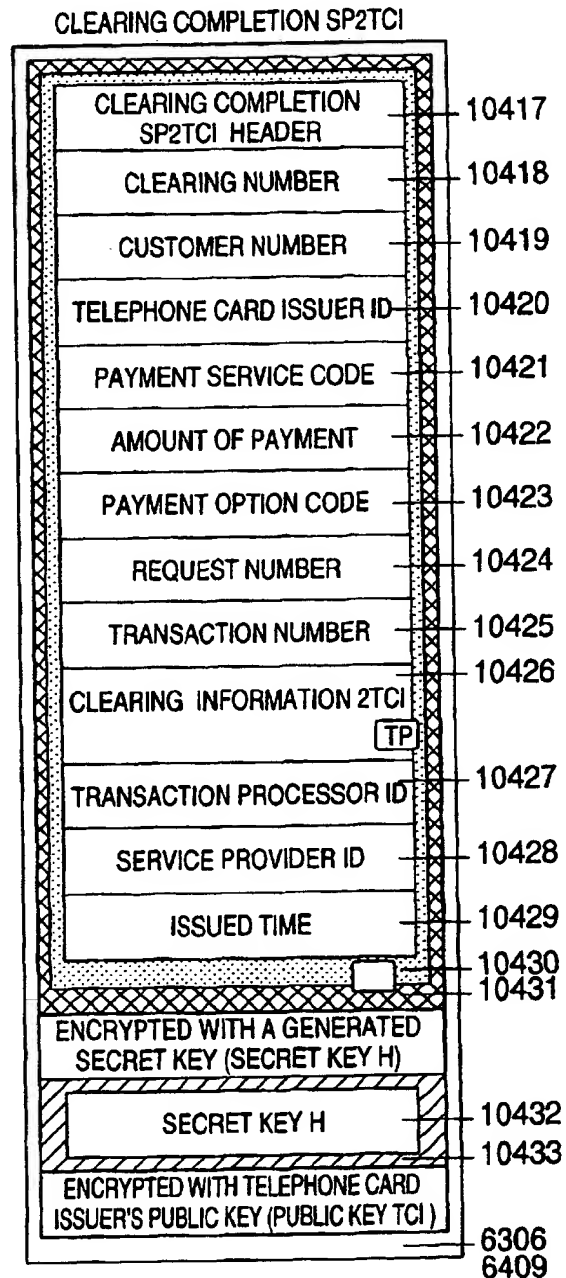 CLEARING COMPLETION SP2TCI
CLEARING COMPLETION
SP2TCI HEADER
10417
CLEARING NUMBER
10418
CUSTOMER NUMBER
10419
TELEPHONE CARD ISSUER ID
10420
PAYMENT SERVICE CODE
10421
AMOUNT OF PAYMENT
10422
PAYMENT OPTION CODE
10423
REQUEST NUMBER
10424
TRANSACTION NUMBER
10425
10426
CLEARING INFORMATION 2TCI
TP
TRANSACTION PROCESSOR ID
10427
SERVICE PROVIDER ID
10428
ISSUED TIME
10429
10430
10431
ENCRYPTED WITH A GENERATED
SECRET KEY (SECRET KEY H)
SECRET KEY H
10432
10433
ENCRYPTED WITH TELEPHONE CARD
ISSUER'S PUBLIC KEY (PUBLIC KEY TCI )
6306
6409